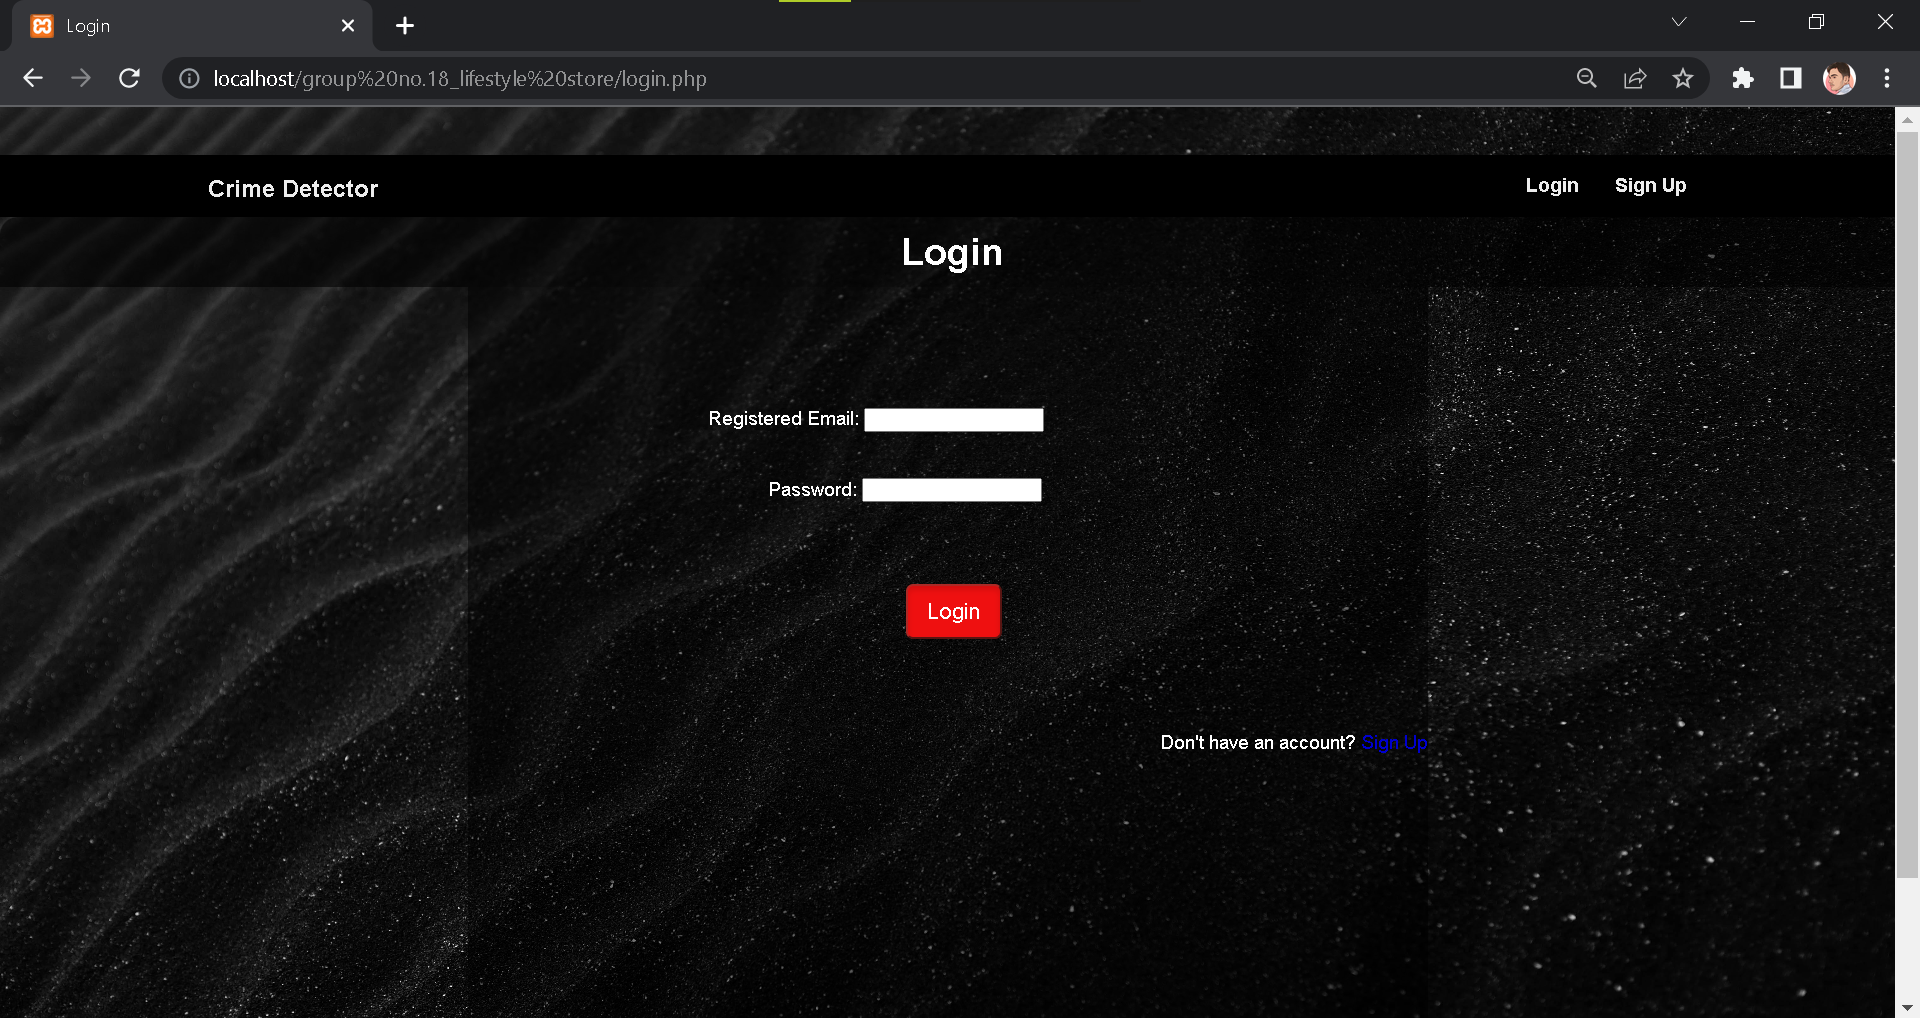 Login
localhost/group%20no.18_lifestyle%20store/login.php
Crime Detector
Login
Sign Up
Login
Registered Email:
Password:
Login
Don't have an account? Sign Up